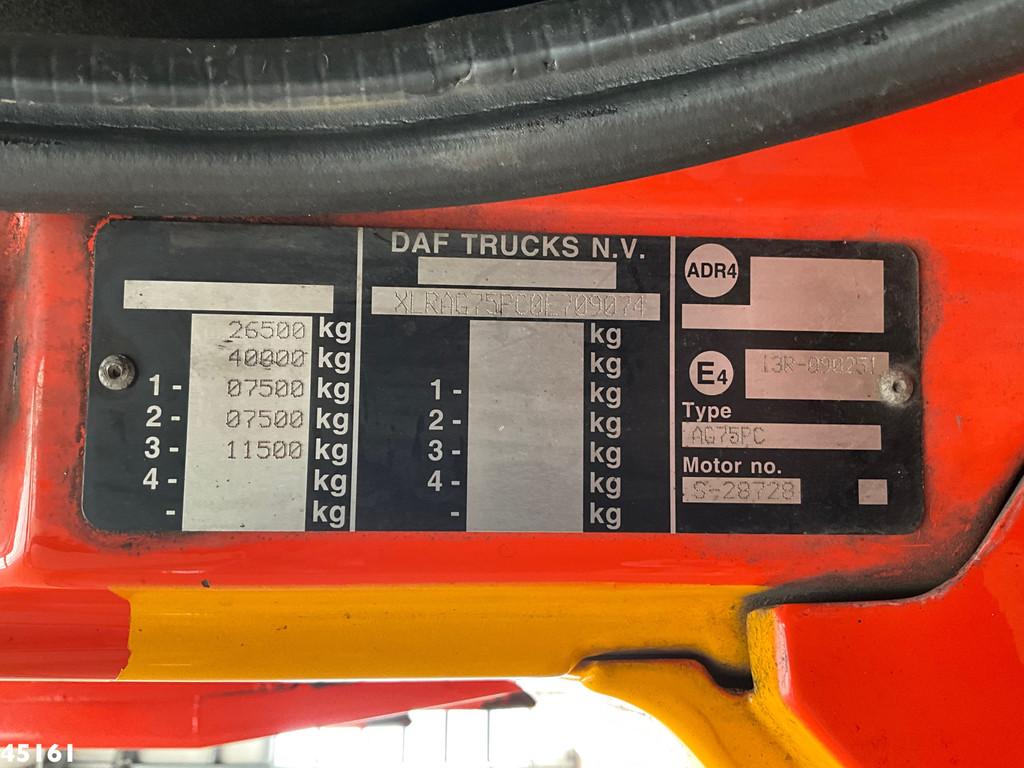 DAF TRUCKS N.V.
XLRAG75PC0E709074
26500 kg
40000 kg
1- 07500 kg
2- 07500 kg
3- 11500 kg
4- kg
- kg
kg
kg
1- kg
2- kg
3- kg
4- kg
- kg
ADR4
E4 13R-090251
Type
AG75PC
Motor no.
S-28728
45161